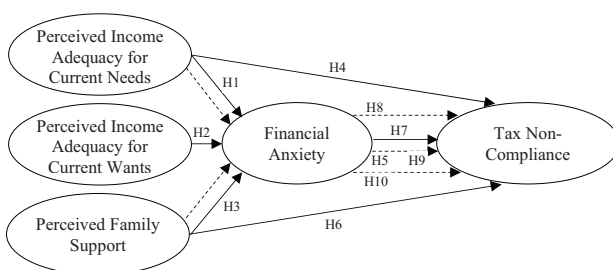 Perceived Income
Adequacy for
Current Needs
H1
H4
H8
Perceived Income
Adequacy for
Current Wants
H2
Financial
Anxiety
H7
H5
H9
H10
Tax Non-
Compliance
H3
Perceived Family
Support
H6